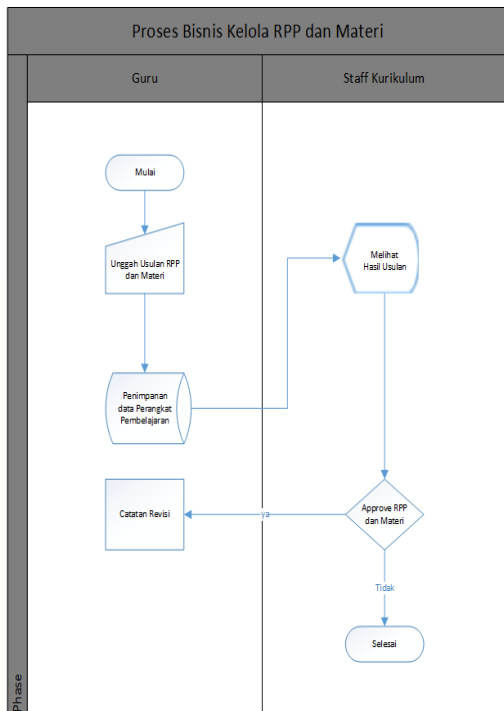 Proses Bisnis Kelola RPP dan Materi
Guru
Staff Kurikulum
Mulai
Unggah Usulan RPP
dan Materi
Melihat
Hasil Usulan
Penimpanan
data Perangkat
Pembelajaran
Catatan Revisi
ya
Approve RPP
dan Materi
Tidak
Selesai
Phase